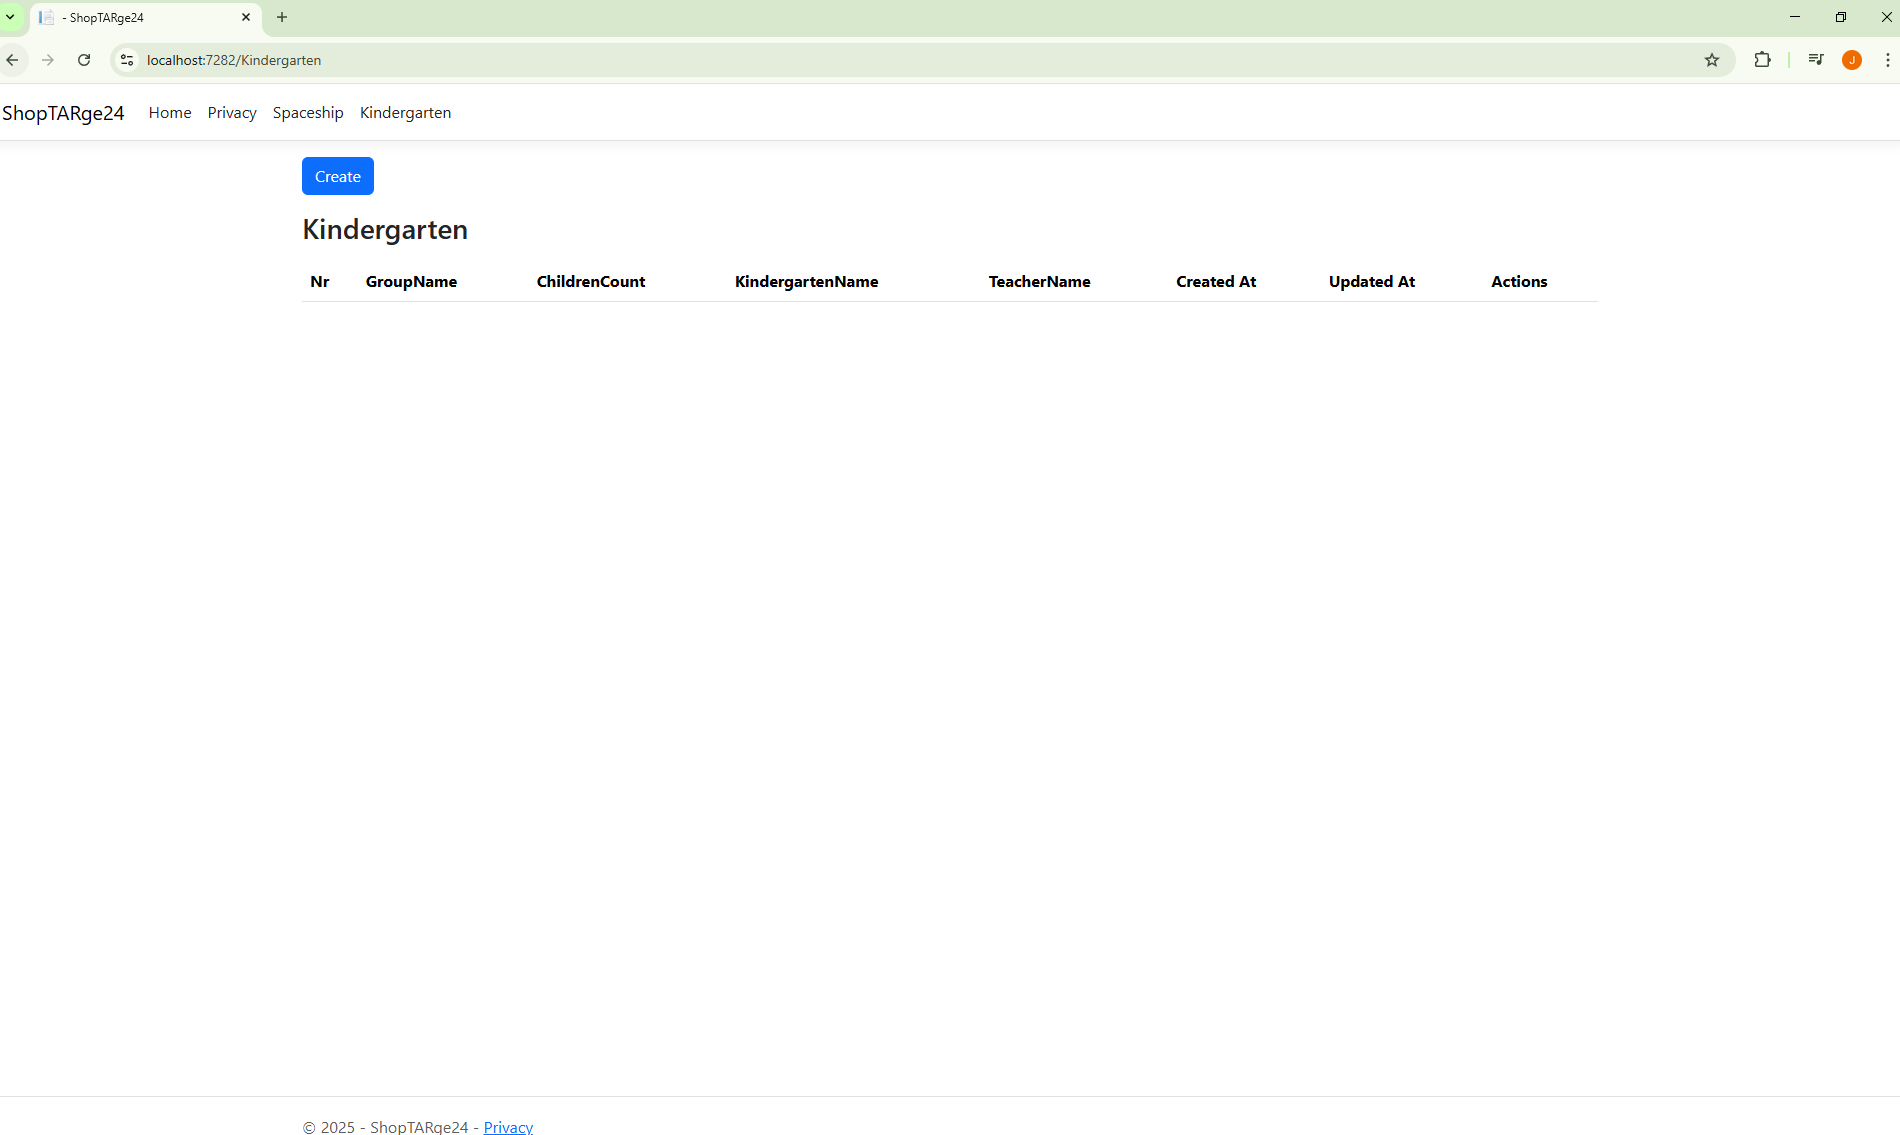 - ShopTARge24
localhost:7282/Kindergarten
J
ShopTARge24 Home Privacy Spaceship Kindergarten
Create
Kindergarten
Nr GroupName ChildrenCount KindergartenName TeacherName Created At Updated At Actions
© 2025 - ShopTARge24 - Privacy